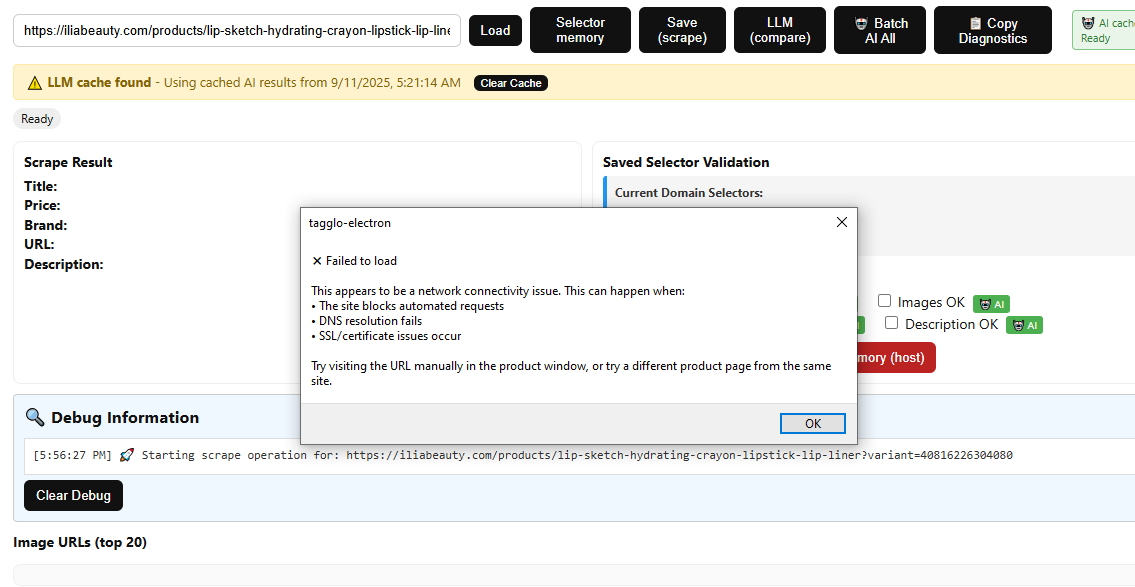 https://iliabeauty.com/products/lip-sketch-hydrating-crayon-lipstick-lip-line
Load
Selector
memory
Save
(scrape)
LLM
(compare)
Batch
AI All
📋 Copy
Diagnostics
AI cache
Ready
⚠ LLM cache found - Using cached AI results from 9/11/2025, 5:21:14 AM
Clear Cache
Ready
Scrape Result
Title:
Price:
Brand:
URL:
Description:
Saved Selector Validation
Current Domain Selectors:
tagglo-electron
✕ Failed to load
This appears to be a network connectivity issue. This can happen when:
• The site blocks automated requests
• DNS resolution fails
• SSL/certificate issues occur
Try visiting the URL manually in the product window, or try a different product page from the same
site.
OK
Images OK AI
Description OK AI
mory (host)
🔍 Debug Information
[5:56:27 PM] 🚀 Starting scrape operation for: https://iliabeauty.com/products/lip-sketch-hydrating-crayon-lipstick-lip-liner?variant=40816226304080
Clear Debug
Image URLs (top 20)